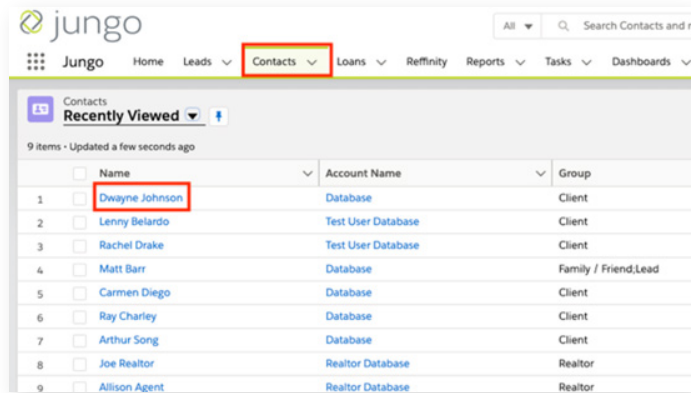 jungo
All Search Contacts and
Jungo Home Leads Contacts Loans Reffinity Reports Tasks Dashboards
Contacts
Recently Viewed
9 items • Updated a few seconds ago
Name Account Name Group
1 Dwayne Johnson Database Client
2 Lenny Belardo Test User Database Client
3 Rachel Drake Test User Database Client
4 Matt Barr Database Family / Friend;Lead
5 Carmen Diego Database Client
6 Ray Charley Database Client
7 Arthur Song Database Client
8 Joe Realtor Realtor Database Realtor
9 Allison Agent Realtor Database Realtor